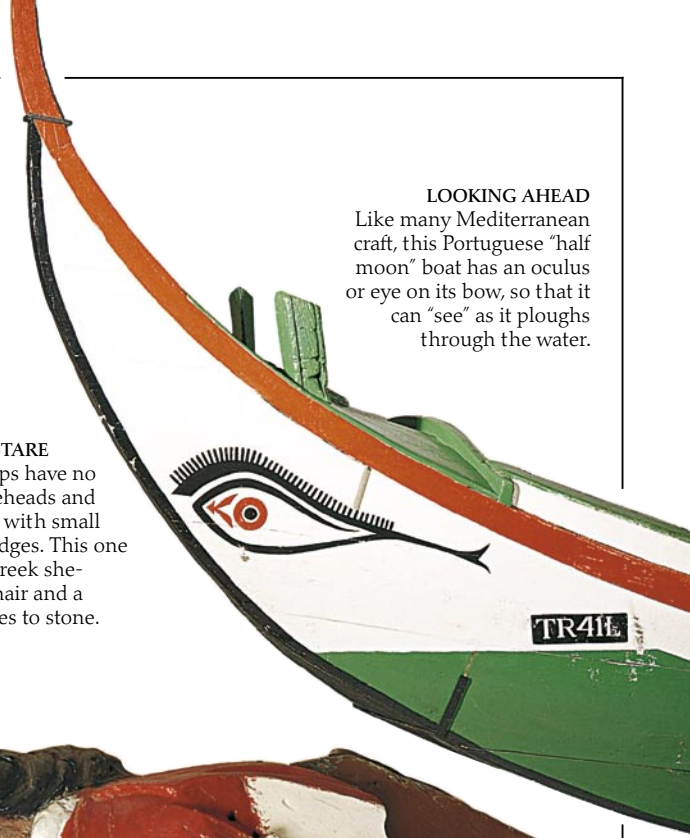 LOOKING AHEAD
Like many Mediterranean
craft, this Portuguese “half
moon” boat has an oculus
or eye on its bow, so that it
can “see” as it ploughs
through the water.
TARE
ps have no
eheads and
with small
dges. This one
reek she-
hair and a
es to stone.
TR41L